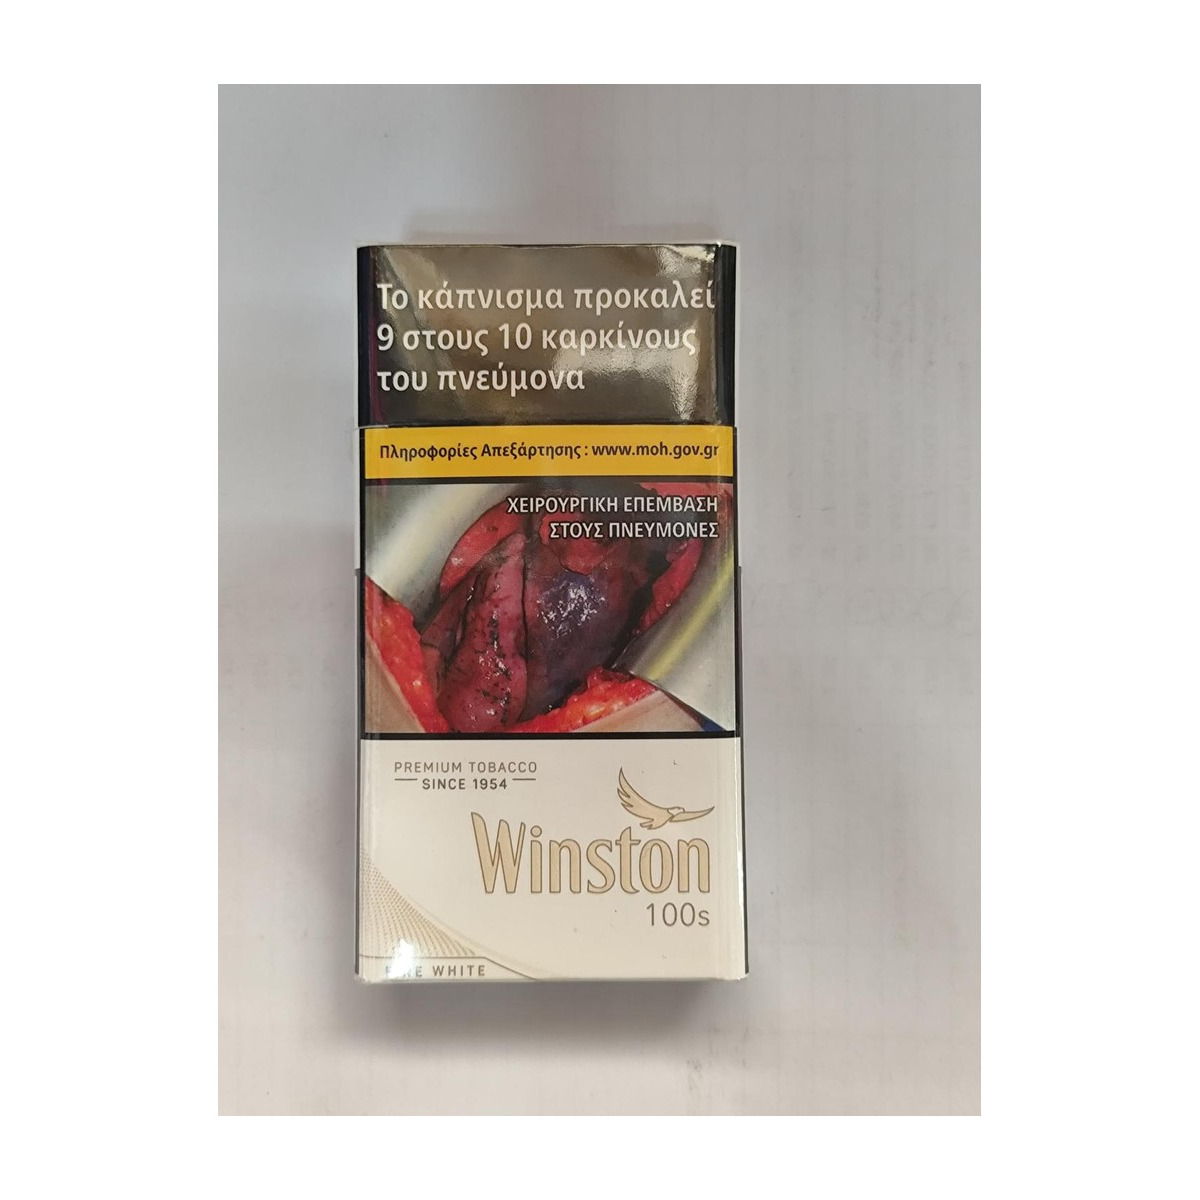 Το κάπνισμα προκαλεί
9 στους 10 καρκίνους
του πνεύμονα
Πληροφορίες Απεξάρτησης : www.moh.gov.gr
ΧΕΙΡΟΥΡΓΙΚΗ ΕΠΕΜΒΑΣΗ
ΣΤΟΥΣ ΠΝΕΥΜΟΝΕΣ
PREMIUM TOBACCO
SINCE 1954
Winston
100s
WHITE